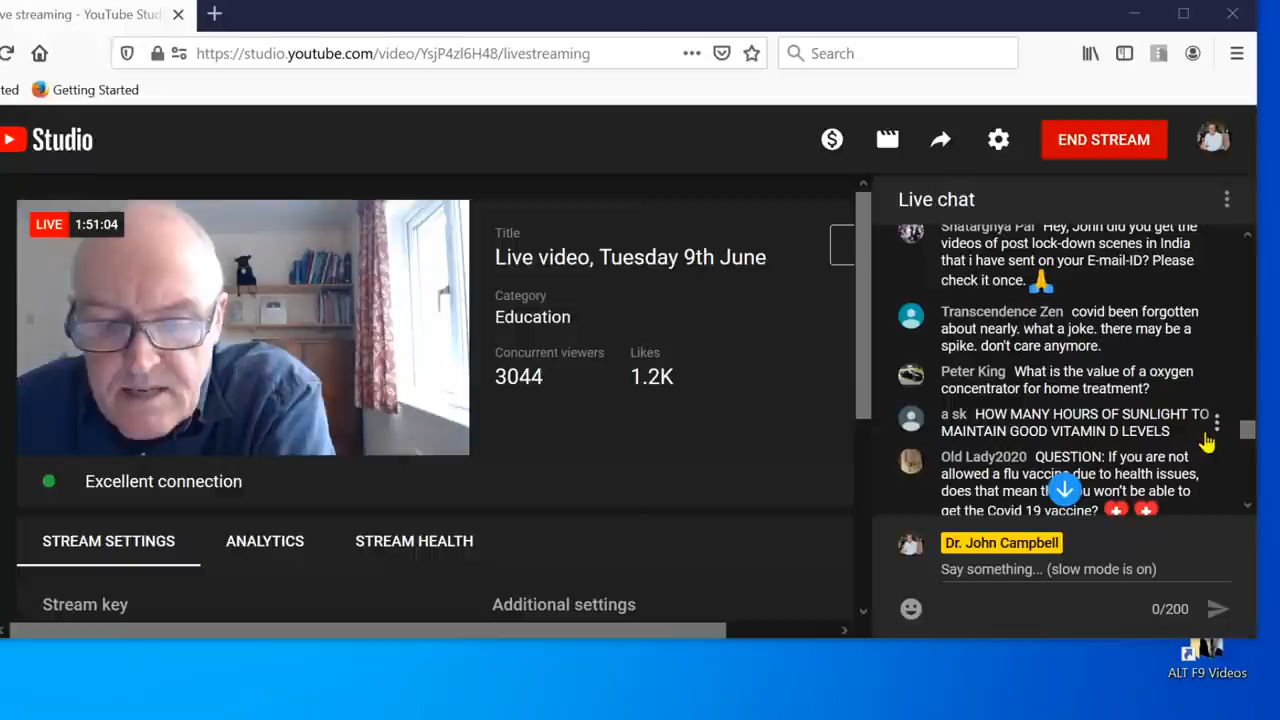 ve streaming - YouTube Stud
https://studio.youtube.com/video/YsjP4zl6H48/livestreaming
Search
ted
Getting Started
Studio
END STREAM
LIVE 1:51:04
Title
Live video, Tuesday 9th June
Category
Education
Concurrent viewers
Likes
3044
1.2K
Excellent connection
STREAM SETTINGS
ANALYTICS
STREAM HEALTH
Stream key
Additional settings
Live chat
Shatarghya Pal Hey, John did you get the
videos of post lock-down scenes in India
that i have sent on your E-mail-ID? Please
check it once.
Transcendence Zen covid been forgotten
about nearly. what a joke. there may be a
spike. don't care anymore.
Peter King What is the value of a oxygen
concentrator for home treatment?
a sk HOW MANY HOURS OF SUNLIGHT TO
MAINTAIN GOOD VITAMIN D LEVELS
Old Lady2020 QUESTION: If you are not
allowed a flu vaccine due to health issues,
does that mean won't be able to
get the Covid 19 vaccine?
Dr. John Campbell
Say something... (slow mode is on)
0/200
ALT F9 Videos